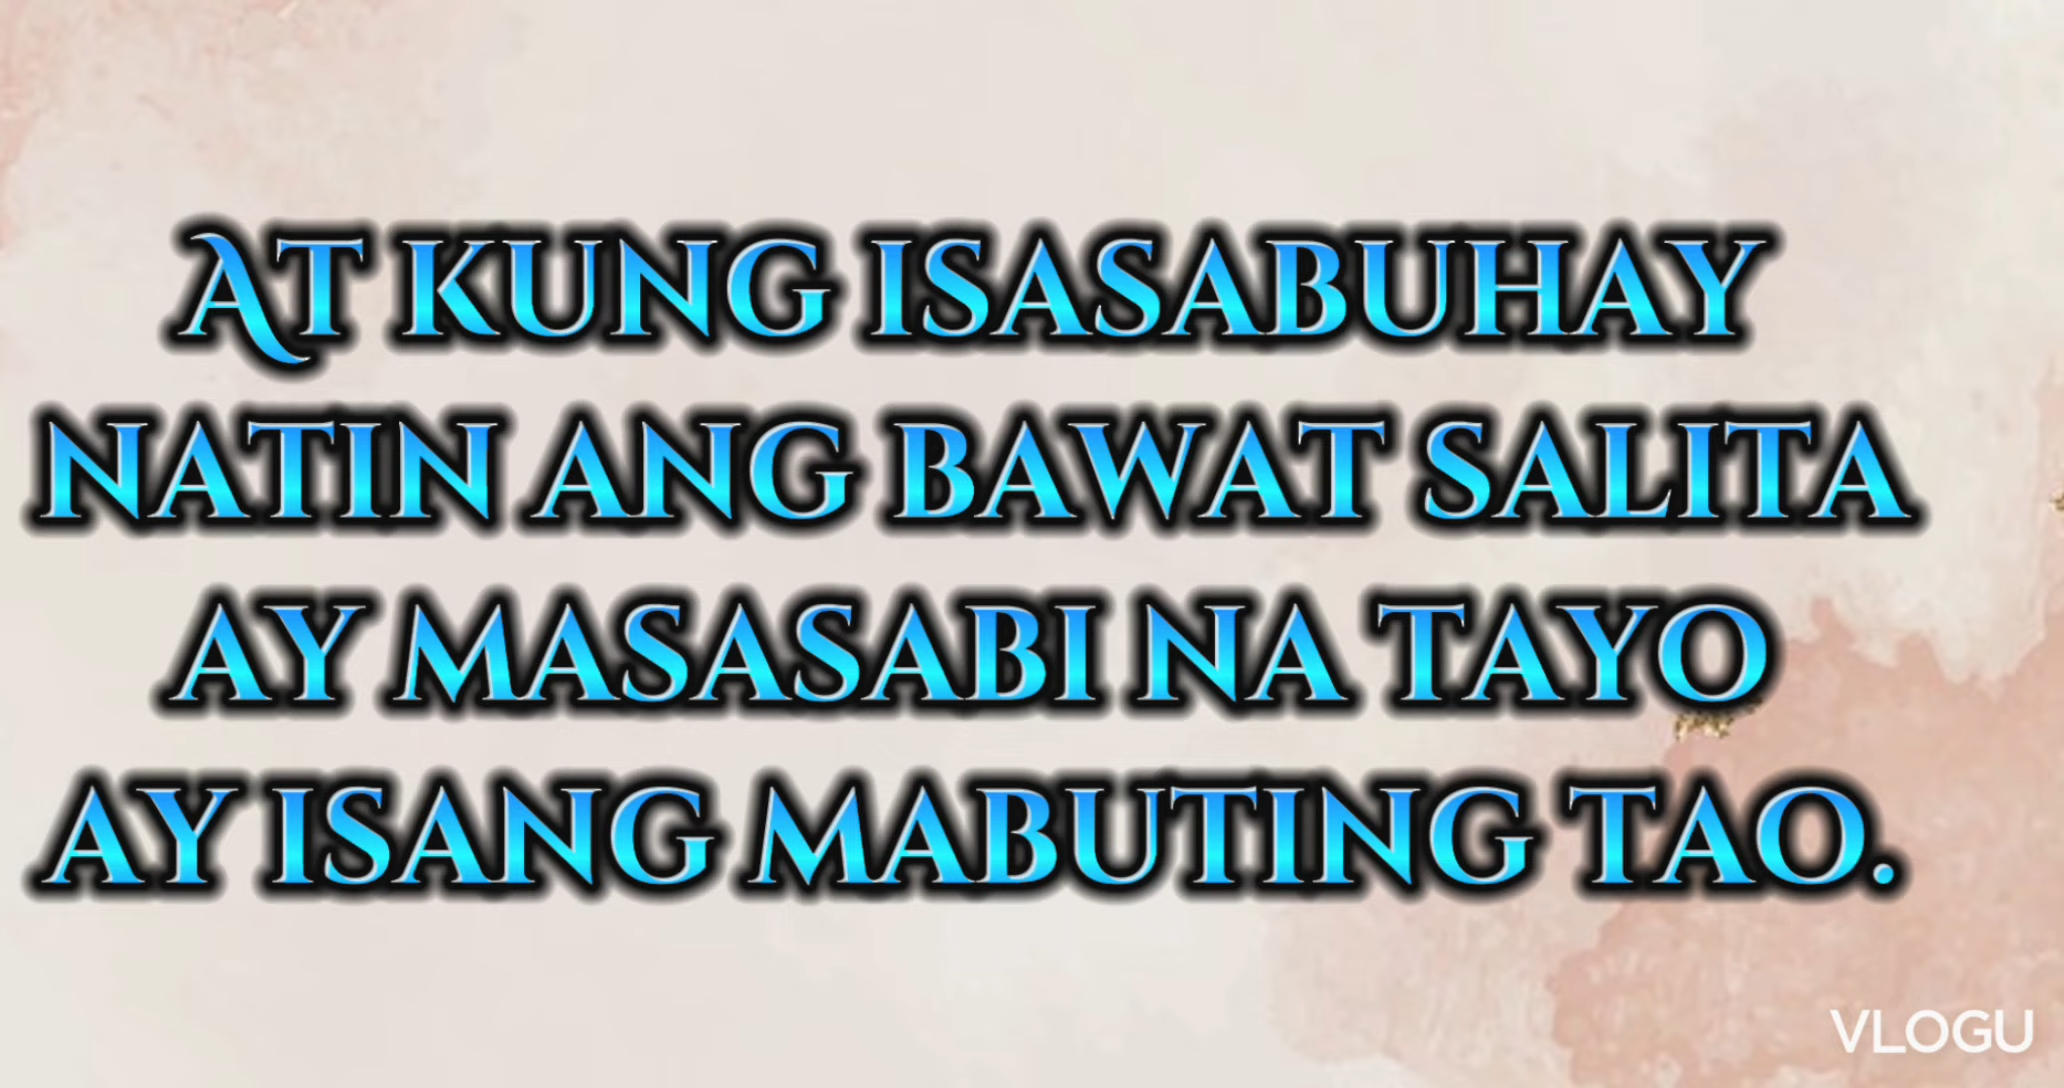 At kung isasabuhay
natin ang bawat salita
ay masasabi na tayo
ay isang mabuting tao.
VLOGU